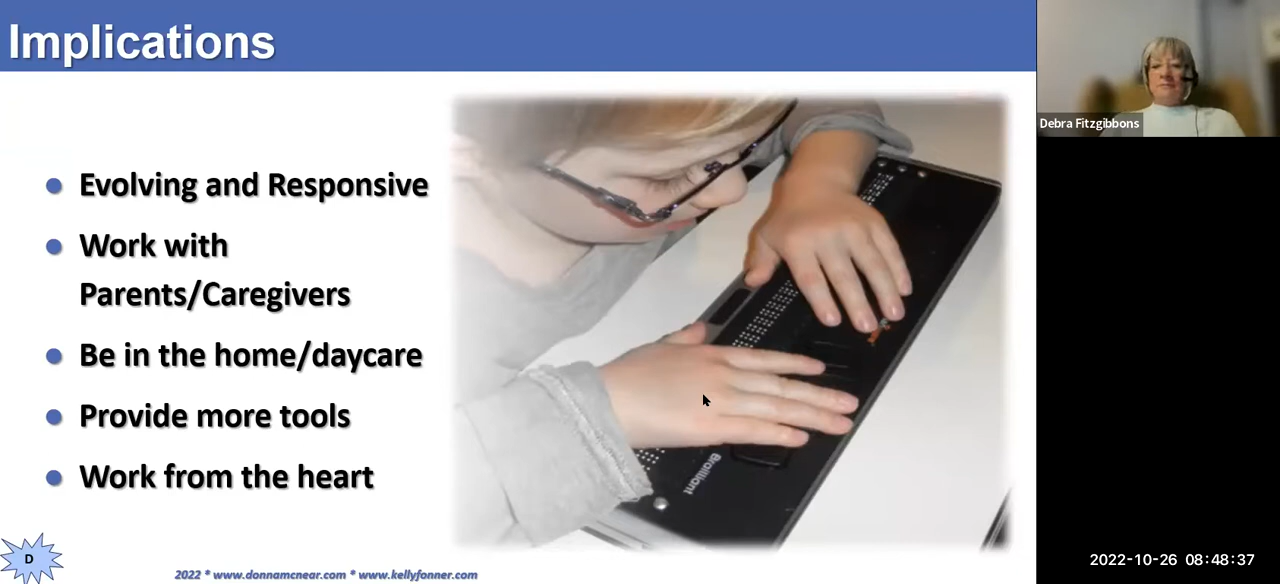 Implications
Evolving and Responsive
Work with
Parents/Caregivers
Be in the home/daycare
Provide more tools
Work from the heart
Brailliant
D
2022 * www.donnamcnear.com * www.kellyfonner.com
Debra Fitzgibbons
2022-10-26 08:48:37